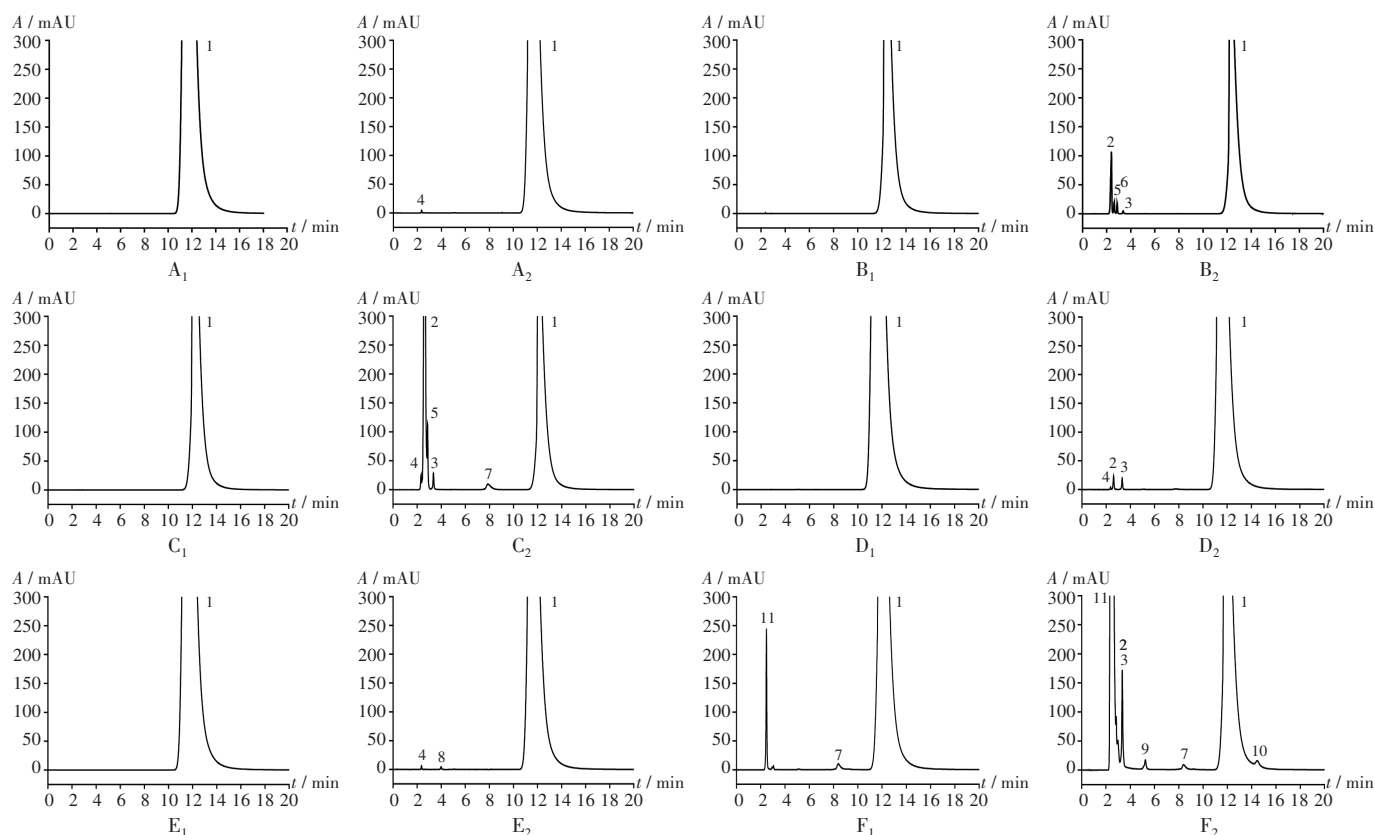 A / mAU A / mAU A / mAU A / mAU
300 1 300 1 300 1 300 1
250 250 250 250
200 200 200 200
150 150 150 150
100 100 100 2 100
50 50 50 50 5 6
0 0 4 0 0 3
0 2 4 6 8 10 12 14 16 18 20 t / min 0 2 4 6 8 10 12 14 16 18 20 t / min 0 2 4 6 8 10 12 14 16 18 20 t / min 0 2 4 6 8 10 12 14 16 18 20 t / min
A₁ A₂ B₁ B₂
A / mAU A / mAU A / mAU A / mAU
300 1 300 2 1 300 1 300 1
250 250 250 250
200 200 200 200
150 150 150 150
100 100 5 100 100
50 50 4 3 7 50 50 4 2 3
0 0 0 0
0 2 4 6 8 10 12 14 16 18 20 t / min 0 2 4 6 8 10 12 14 16 18 20 t / min 0 2 4 6 8 10 12 14 16 18 20 t / min 0 2 4 6 8 10 12 14 16 18 20 t / min
C₁ C₂ D₁ D₂
A / mAU A / mAU A / mAU A / mAU
300 1 300 1 300 1 300 11 1
250 250 250 11 250
200 200 200 200 2 3
150 150 150 150
100 100 100 100
50 50 50 7 50 9 7 10
0 0 4 8 0 0
0 2 4 6 8 10 12 14 16 18 20 t / min 0 2 4 6 8 10 12 14 16 18 20 t / min 0 2 4 6 8 10 12 14 16 18 20 t / min 0 2 4 6 8 10 12 14 16 18 20 t / min
E₁ E₂ F₁ F₂